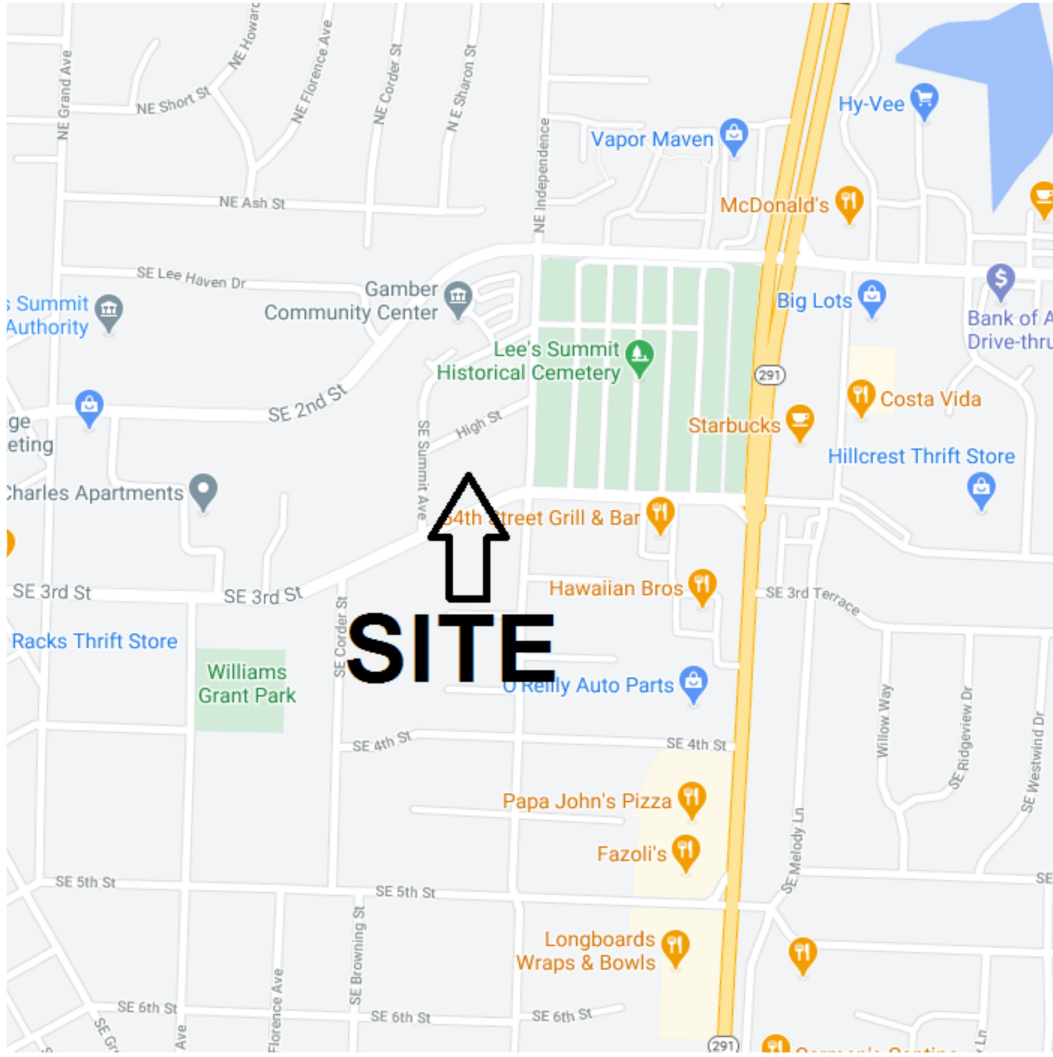 NE Grand Ave
NE Short St
NE Howard
NE Florence Ave
NE Corder St
N E Sharon St
NE Independence
Vapor Maven
Hy-Vee
McDonald's
NE Ash St
SE Lee Haven Dr
Gamber
Community Center
s Summit
Authority
Big Lots
Bank of A
Drive-thru
Lee's Summit
Historical Cemetery
291
SE 2nd St
Costa Vida
Starbucks
ge
eting
High St
SE Summit Ave
Hillcrest Thrift Store
Charles Apartments
54th Street Grill & Bar
SE 3rd St
SE 3rd St
Hawaiian Bros
SE 3rd Terrace
SE Corder St
SITE
Racks Thrift Store
Williams
Grant Park
O'Reilly Auto Parts
Willow Way
SE Ridgeview Dr
SE Westwind Dr
SE 4th St
SE 4th St
Papa John's Pizza
Fazoli's
SE Melody Ln
SE 5th St
SE 5th St
SE
SE Browning St
Longboards
Wraps & Bowls
Florence Ave
SE 6th St
SE 6th St
SE 6th St
SE Gr
Ave
291
Ln